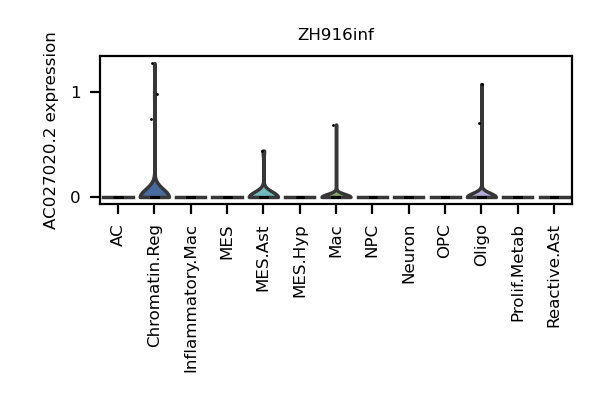 ZH916inf
AC027020.2 expression
1
0
AC
Chromatin.Reg
Inflammatory.Mac
MES
MES.Ast
MES.Hyp
Mac
NPC
Neuron
OPC
Oligo
Prolif.Metab
Reactive.Ast